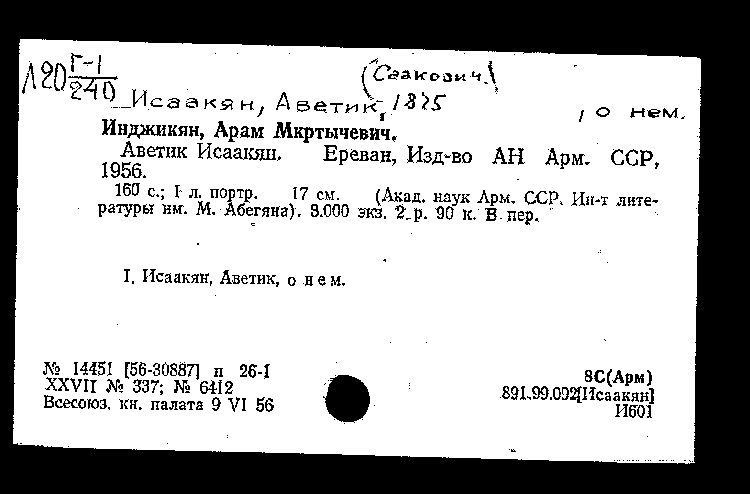 Л20 Г-1/240
(Саакович.)
Исаакян, Аветик, 1875, о нем.
Инджикян, Арам Мкртычевич.
Аветик Исаакян. Ереван, Изд-во АН Арм. ССР,
1956.
160 с.; 1 л. портр. 17 см. (Акад. наук Арм. ССР. Ин-т лите-
ратуры им. М. Абегяна). 3.000 экз. 2 р. 90 к. В пер.
I. Исаакян, Аветик, о нем.
№ 14451 [56-30887] п 26-1
XXVII № 337; № 6412
Всесоюз. кн. палата 9 VI 56
8С(Арм)
891.99.092[Исаакян]
И601